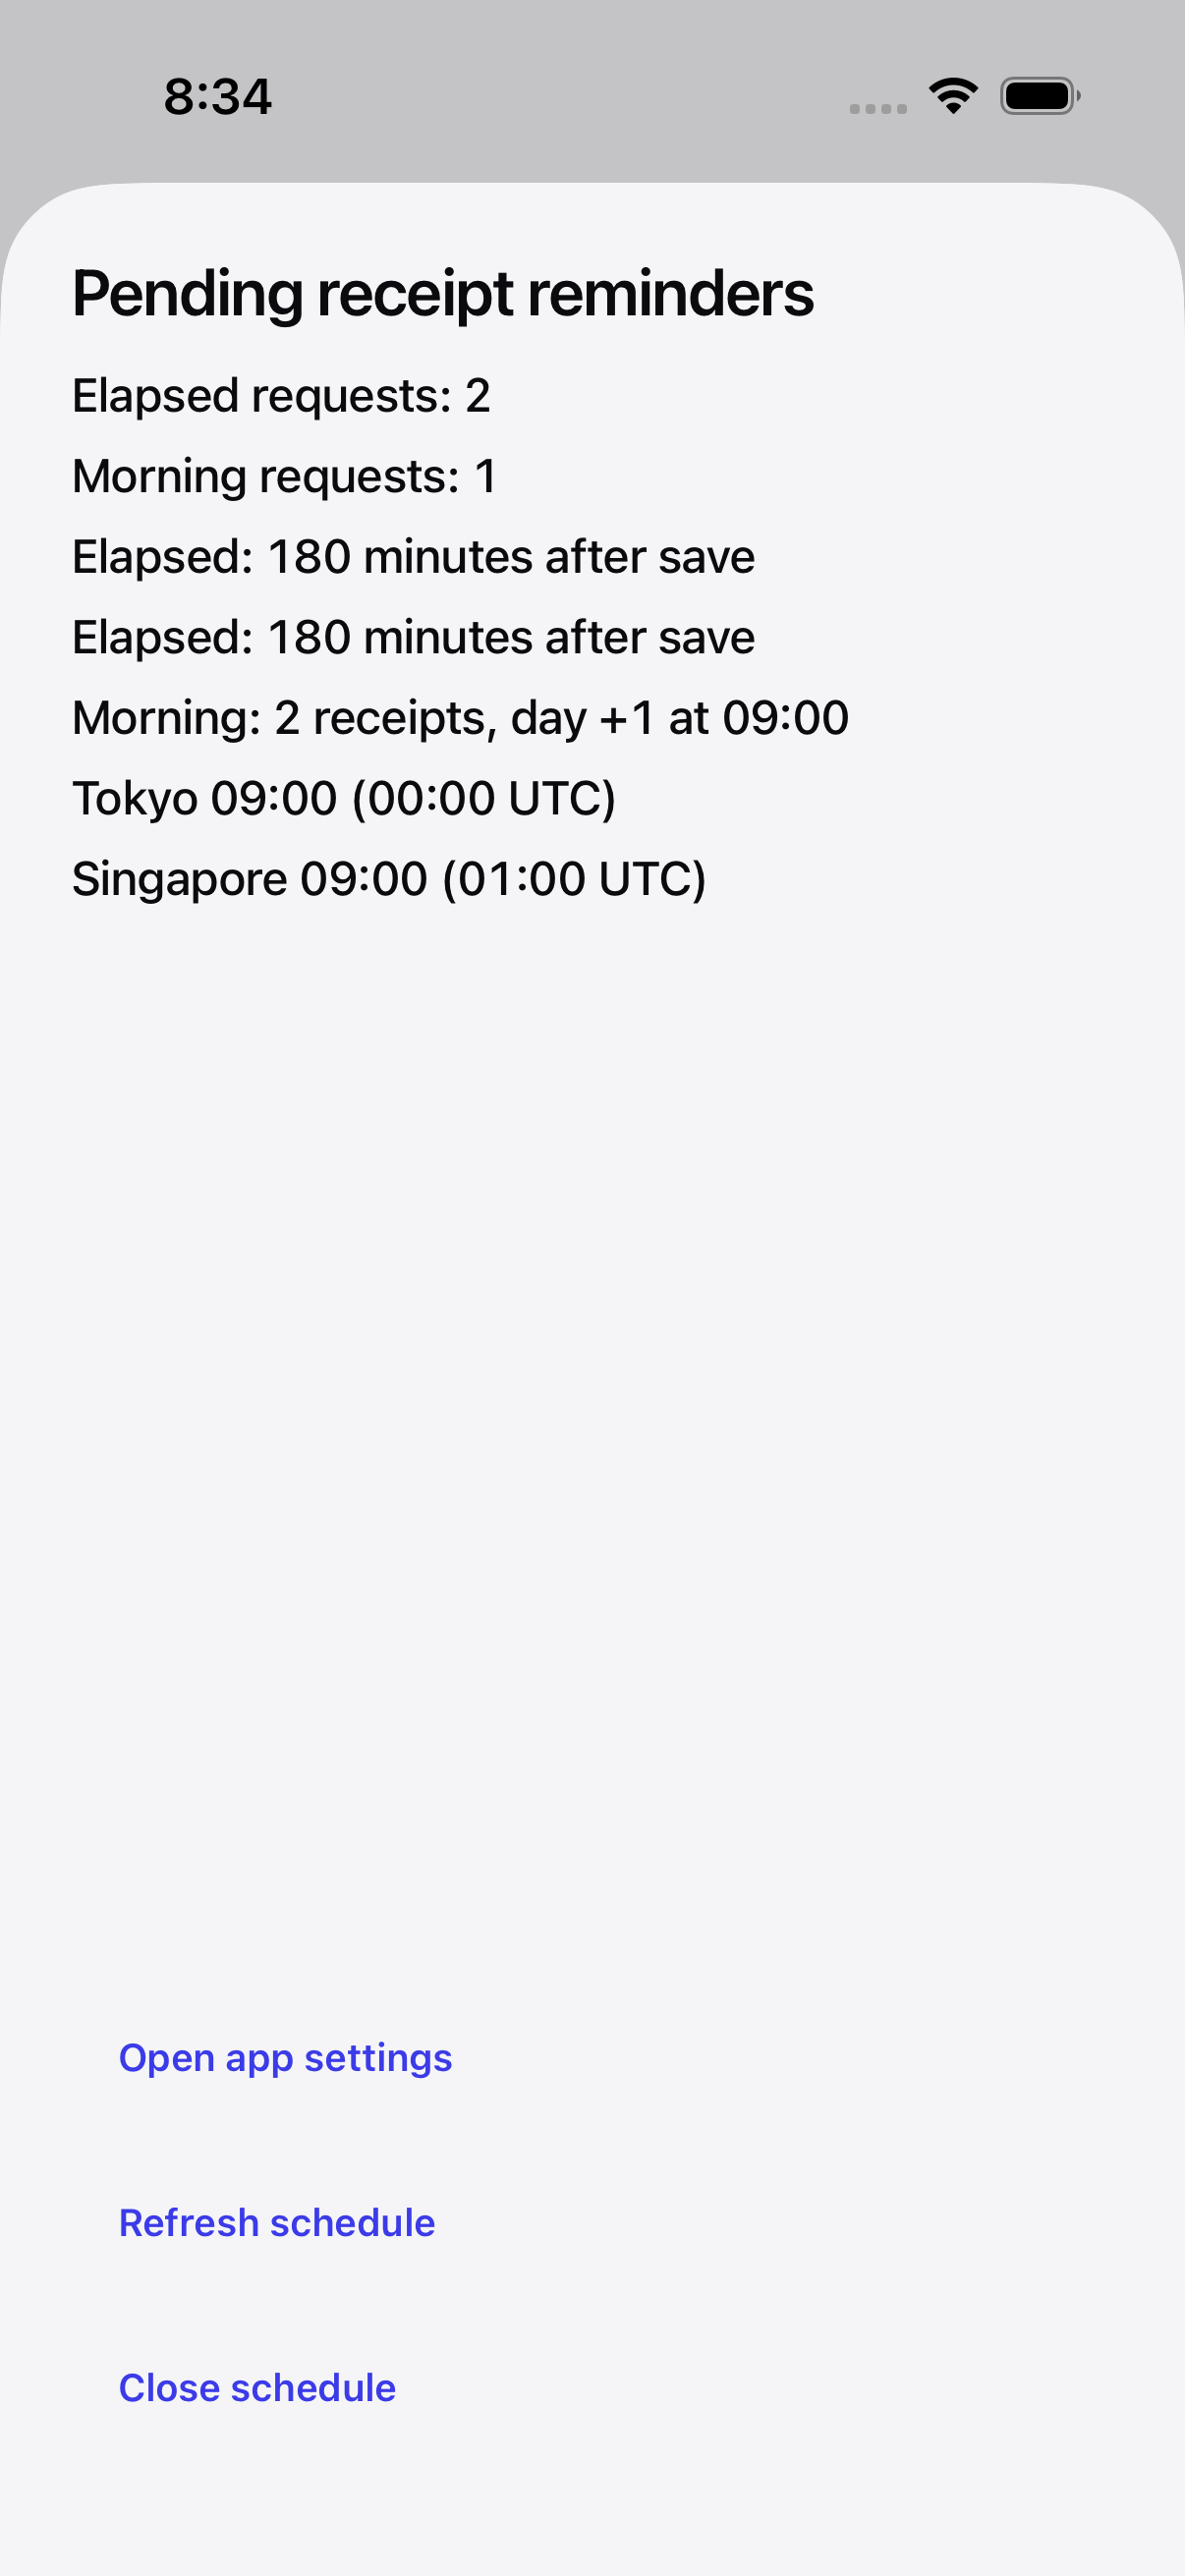 8:34
Pending receipt reminders
Elapsed requests: 2
Morning requests: 1
Elapsed: 180 minutes after save
Elapsed: 180 minutes after save
Morning: 2 receipts, day +1 at 09:00
Tokyo 09:00 (00:00 UTC)
Singapore 09:00 (01:00 UTC)
Open app settings
Refresh schedule
Close schedule